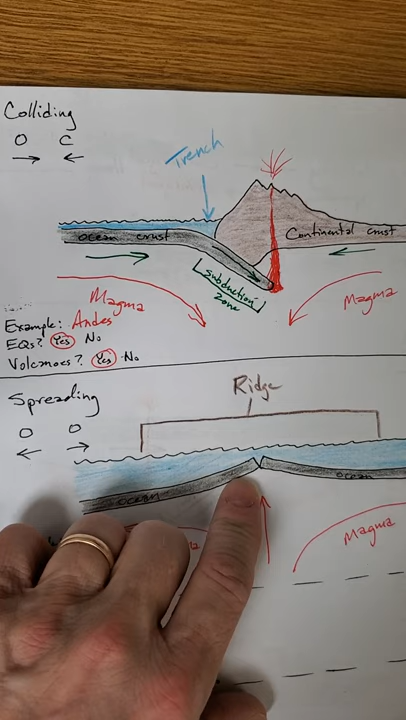 Colliding
O C
Trench
ocean crust
Continental crust
Subduction
zone
Magma
Magma
Example: Andes
EQs? Yes No
Volcanoes? Yes No
Spreading
O O
Ridge
ocean
ocean
Magma